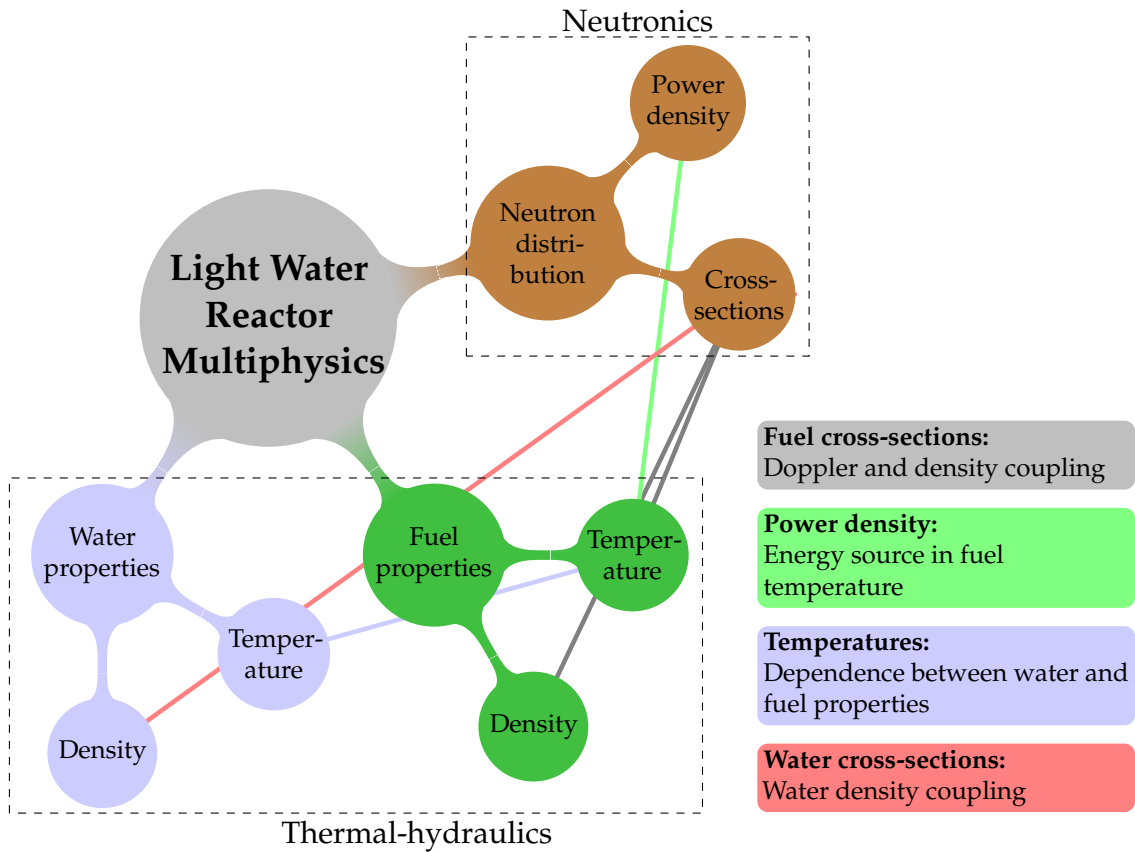 Neutronics
Power
density
Neutron
distri-
bution
Cross-
sections
Light Water
Reactor
Multiphysics
Water
properties
Fuel
properties
Temper-
ature
Temper-
ature
Density
Density
Thermal-hydraulics
Fuel cross-sections:
Doppler and density coupling
Power density:
Energy source in fuel
temperature
Temperatures:
Dependence between water and
fuel properties
Water cross-sections:
Water density coupling